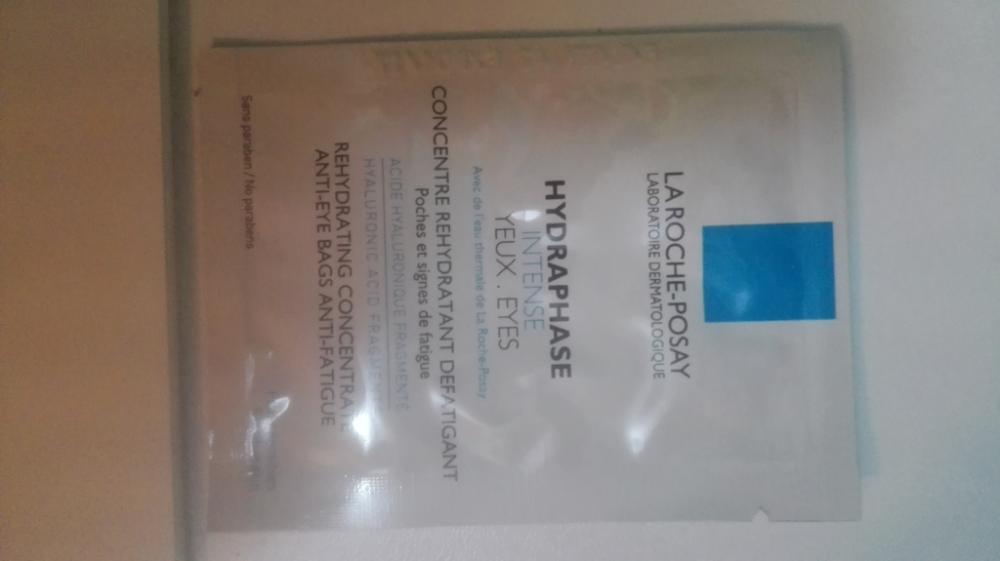 LA ROCHE-POSAY
LABORATOIRE DERMATOLOGIQUE
HYDRAPHASE
INTENSE
YEUX . EYES
Avec de l'eau thermale de La Roche-Posay
CONCENTRE REHYDRATANT DEFATIGANT
Poches et signes de fatigue
ACIDE HYALURONIQUE FRAGMENTÉ
HYALURONIC ACID
REHYDRATING CONCENTRATE
ANTI-EYE BAGS ANTI-FATIGUE
Sans paraben / No parabens